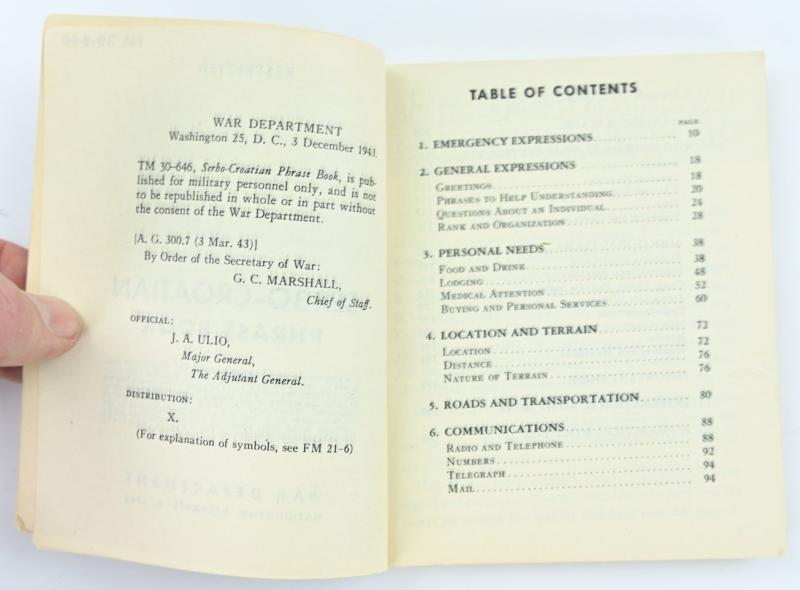 WAR DEPARTMENT
Washington 25, D. C., 3 December 1943.
TM 30–646, Serbo-Croatian Phrase Book, is pub-
lished for military personnel only, and is not
to be republished in whole or in part without
the consent of the War Department.
[A. G. 300.7 (3 Mar. 43)]
By Order of the Secretary of War:
G. C. MARSHALL,
Chief of Staff.
OFFICIAL:
J. A. ULIO,
Major General,
The Adjutant General.
DISTRIBUTION:
X.
(For explanation of symbols, see FM 21–6)
TABLE OF CONTENTS
PAGE
1. EMERGENCY EXPRESSIONS 10
2. GENERAL EXPRESSIONS 18
GREETINGS 18
PHRASES TO HELP UNDERSTANDING 20
QUESTIONS ABOUT AN INDIVIDUAL 24
RANK AND ORGANIZATION 28
3. PERSONAL NEEDS 38
FOOD AND DRINK 38
LODGING 48
MEDICAL ATTENTION 52
BUYING AND PERSONAL SERVICES 60
4. LOCATION AND TERRAIN 72
LOCATION 72
DISTANCE 76
NATURE OF TERRAIN 76
5. ROADS AND TRANSPORTATION 80
6. COMMUNICATIONS 88
RADIO AND TELEPHONE 88
NUMBERS 92
TELEGRAPH 94
MAIL 94